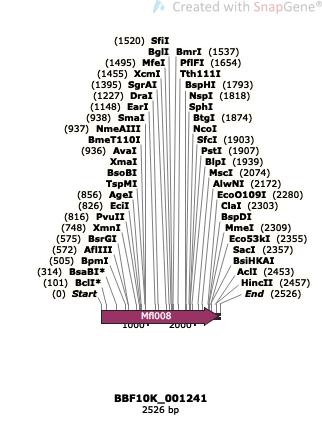 Created with SnapGene®
(1520) SfiI
BglI BmrI (1537)
(1495) MfeI PflFI (1654)
(1455) XcmI Tth111I
(1395) SgrAI BspHI (1793)
(1227) DraI NspI (1818)
(1148) EarI SphI
(938) SmaI BtgI (1874)
(937) NmeAIII NcoI
BmeT110I SfcI (1903)
(936) AvaI PstI (1907)
XmaI BlpI (1939)
BsoBI MscI (2074)
TspMI AlwNI (2172)
(856) AgeI EcoO109I (2280)
(826) EciI ClaI (2303)
(816) PvuII BspDI
(748) XmnI MmeI (2309)
(575) BsrGI Eco53kI (2355)
(572) AflIII SacI (2357)
(505) BpmI BsiHKAI
(314) BsaBI* AclI (2453)
(101) BclI* HincII (2457)
(0) Start End (2526)
Mfl008
1000 2000
BBF10K_001241
2526 bp